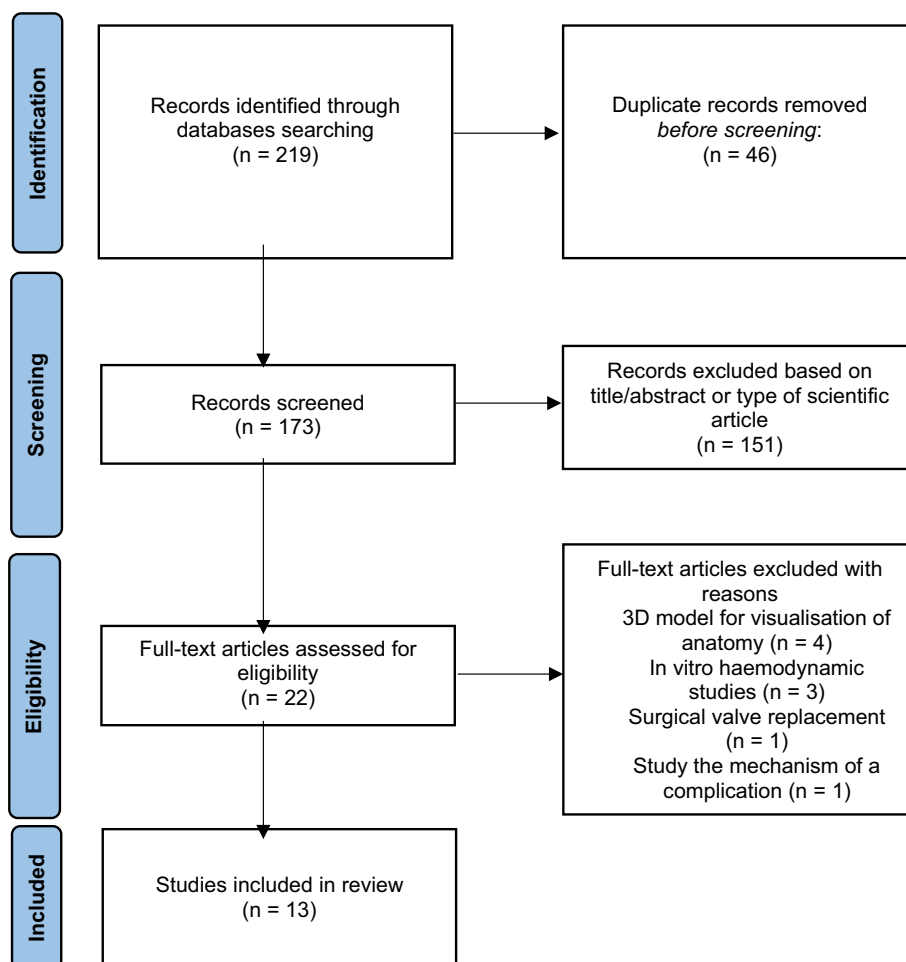 Identification
Records identified through
databases searching
(n = 219)
Duplicate records removed
before screening:
(n = 46)
Screening
Records screened
(n = 173)
Records excluded based on
title/abstract or type of scientific
article
(n = 151)
Eligibility
Full-text articles assessed for
eligibility
(n = 22)
Full-text articles excluded with
reasons
3D model for visualisation of
anatomy (n = 4)
In vitro haemodynamic
studies (n = 3)
Surgical valve replacement
(n = 1)
Study the mechanism of a
complication (n = 1)
Included
Studies included in review
(n = 13)